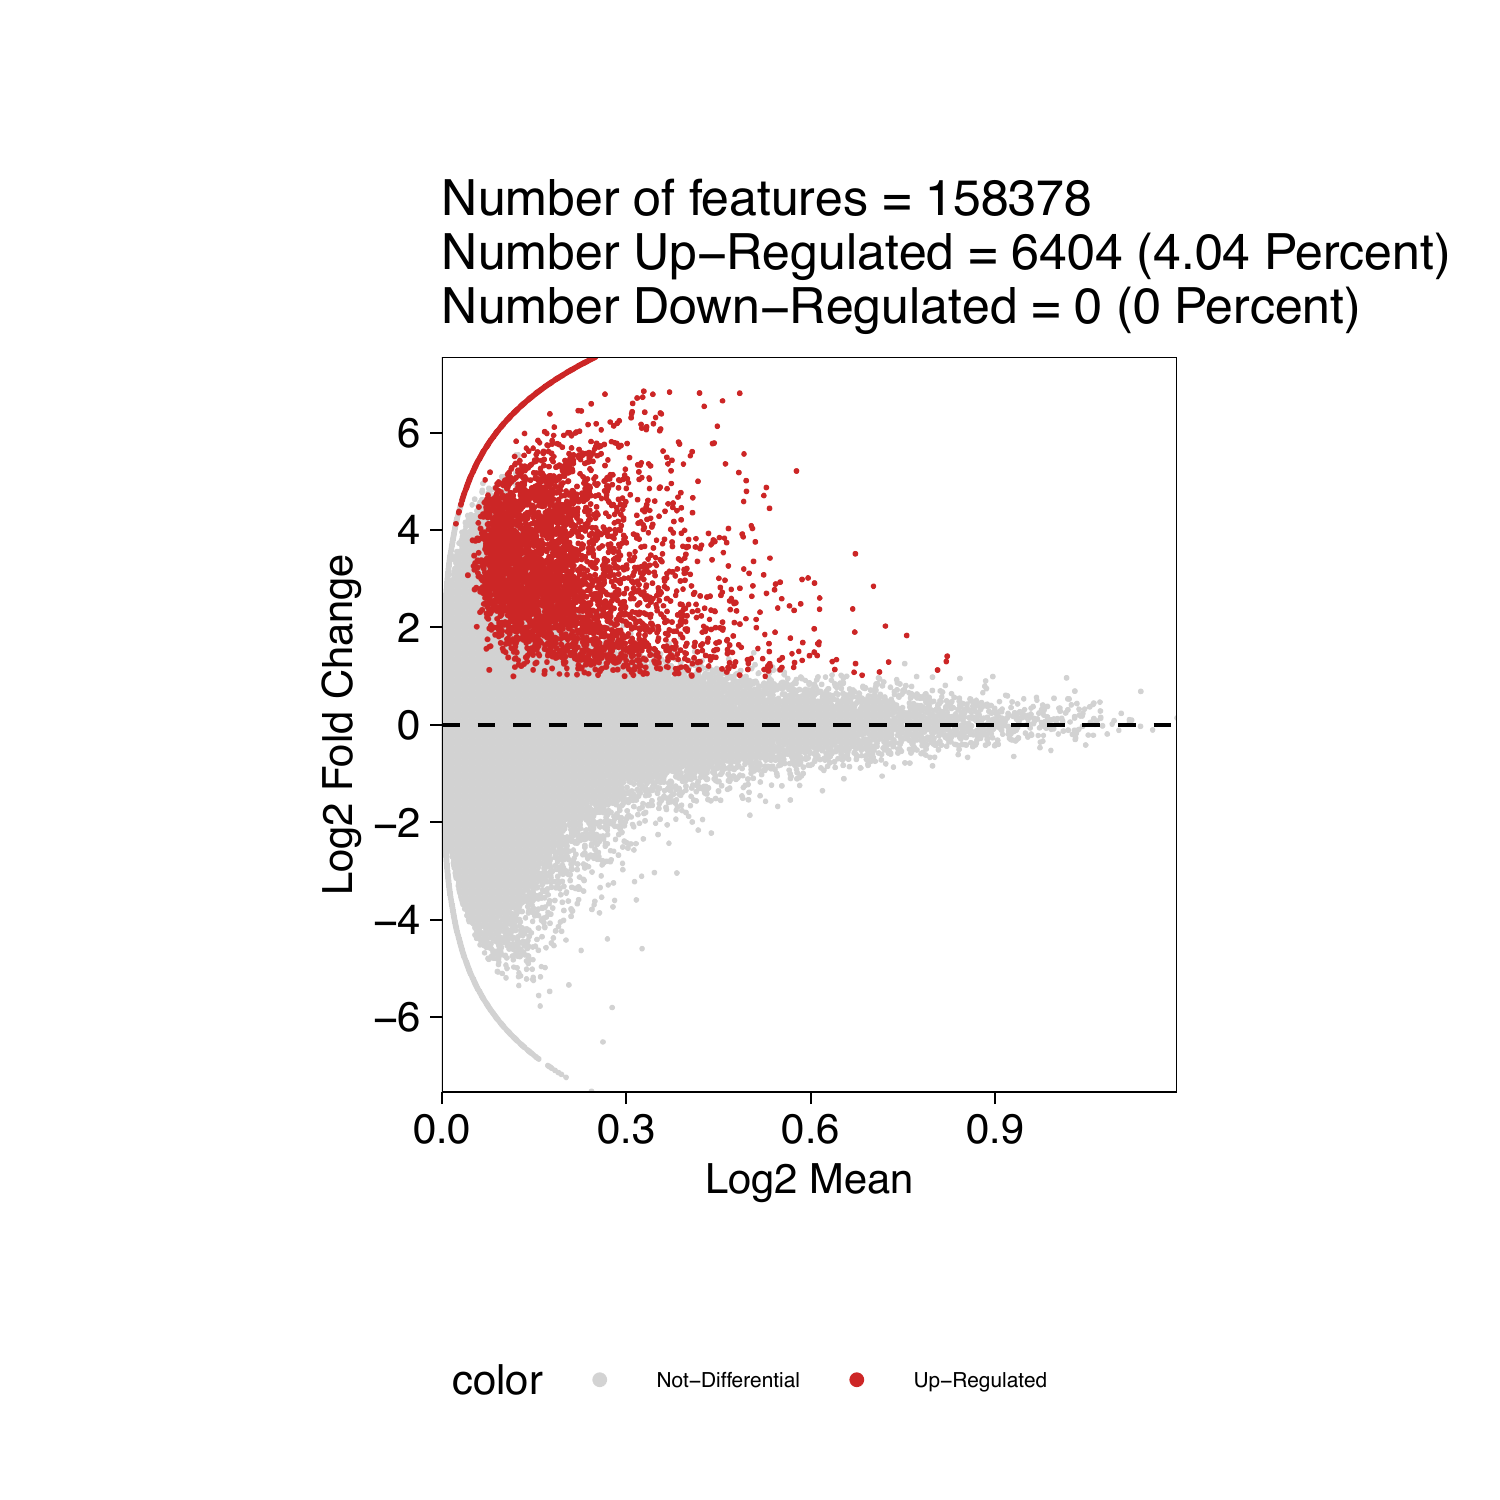 Number of features = 158378
Number Up−Regulated = 6404 (4.04 Percent)
Number Down−Regulated = 0 (0 Percent)
6
4
2
0
−2
−4
−6
Log2 Fold Change
0.0 0.3 0.6 0.9
Log2 Mean
color Not−Differential Up−Regulated